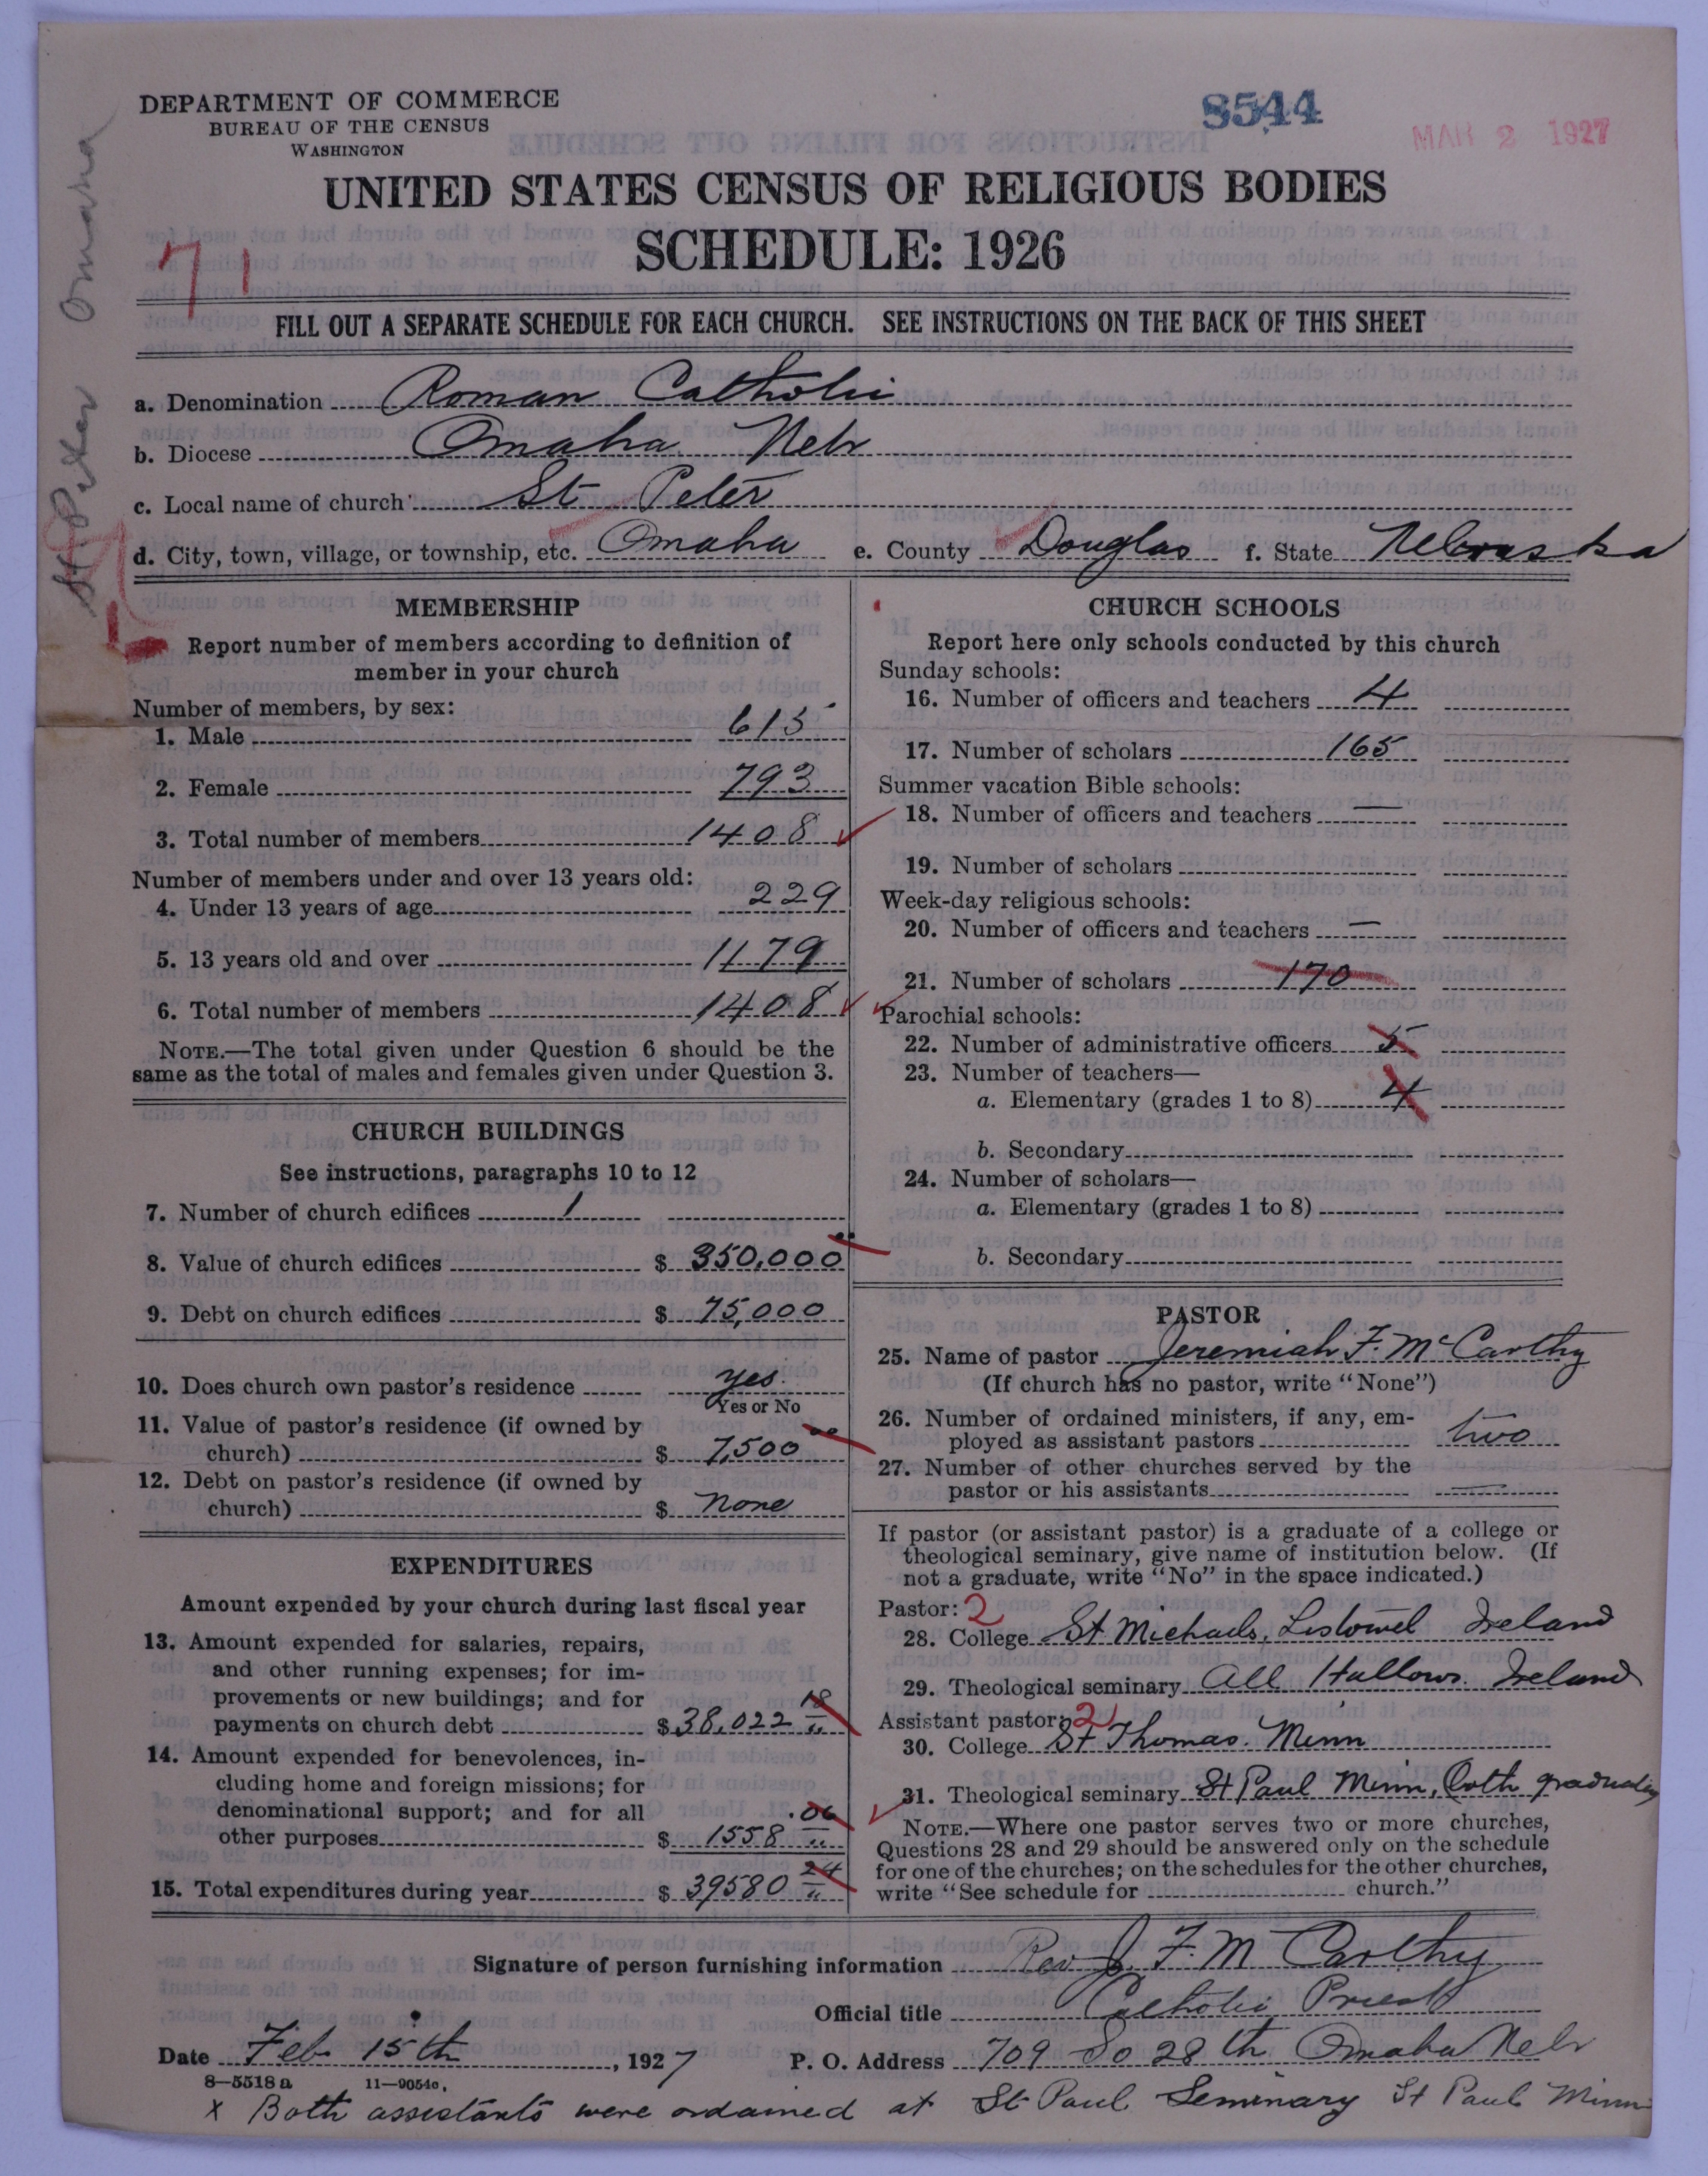 DEPARTMENT OF COMMERCE
BUREAU OF THE CENSUS
WASHINGTON
8544
MAR 2 1927
UNITED STATES CENSUS OF RELIGIOUS BODIES
SCHEDULE: 1926
71
St. Peter Omaha
FILL OUT A SEPARATE SCHEDULE FOR EACH CHURCH. SEE INSTRUCTIONS ON THE BACK OF THIS SHEET
a. Denomination Roman Catholic
b. Diocese Omaha Nebr
c. Local name of church St Peter
d. City, town, village, or township, etc. Omaha e. County Douglas f. State Nebraska
MEMBERSHIP
Report number of members according to definition of
member in your church
Number of members, by sex:
1. Male 615
2. Female 793
3. Total number of members 1408
Number of members under and over 13 years old:
4. Under 13 years of age 229
5. 13 years old and over 1179
6. Total number of members 1408
NOTE.—The total given under Question 6 should be the
same as the total of males and females given under Question 3.
CHURCH BUILDINGS
See instructions, paragraphs 10 to 12
7. Number of church edifices 1
8. Value of church edifices $ 350,000
9. Debt on church edifices $ 75,000
10. Does church own pastor's residence yes
Yes or No
11. Value of pastor's residence (if owned by
church) $ 7,500
12. Debt on pastor's residence (if owned by
church) $ none
EXPENDITURES
Amount expended by your church during last fiscal year
13. Amount expended for salaries, repairs,
and other running expenses; for im-
provements or new buildings; and for
payments on church debt $ 38,022 18
14. Amount expended for benevolences, in-
cluding home and foreign missions; for
denominational support; and for all
other purposes $ 1558 .06
15. Total expenditures during year $ 39580 24
CHURCH SCHOOLS
Report here only schools conducted by this church
Sunday schools:
16. Number of officers and teachers 4
17. Number of scholars 165
Summer vacation Bible schools:
18. Number of officers and teachers —
19. Number of scholars
Week-day religious schools:
20. Number of officers and teachers —
21. Number of scholars 170
Parochial schools:
22. Number of administrative officers 5
23. Number of teachers—
a. Elementary (grades 1 to 8) 4
b. Secondary
24. Number of scholars—
a. Elementary (grades 1 to 8)
b. Secondary
PASTOR
25. Name of pastor Jeremiah F. McCarthy
(If church has no pastor, write "None")
26. Number of ordained ministers, if any, em-
ployed as assistant pastors two
27. Number of other churches served by the
pastor or his assistants —
If pastor (or assistant pastor) is a graduate of a college or
theological seminary, give name of institution below. (If
not a graduate, write "No" in the space indicated.)
Pastor: 2
28. College St Michaels, Listowel Ireland
29. Theological seminary All Hallows. Ireland
Assistant pastor: 2
30. College St Thomas. Minn
31. Theological seminary St Paul Minn, both graduates
NOTE.—Where one pastor serves two or more churches,
Questions 28 and 29 should be answered only on the schedule
for one of the churches; on the schedules for the other churches,
write "See schedule for church."
Signature of person furnishing information Rev J. F. McCarthy
Official title Catholic Priest
Date Feb 15th, 1927 P. O. Address 709 So 28th Omaha Nebr
8—5518 a 11—9054c.
x Both assistants were ordained at St Paul Seminary St Paul Minn